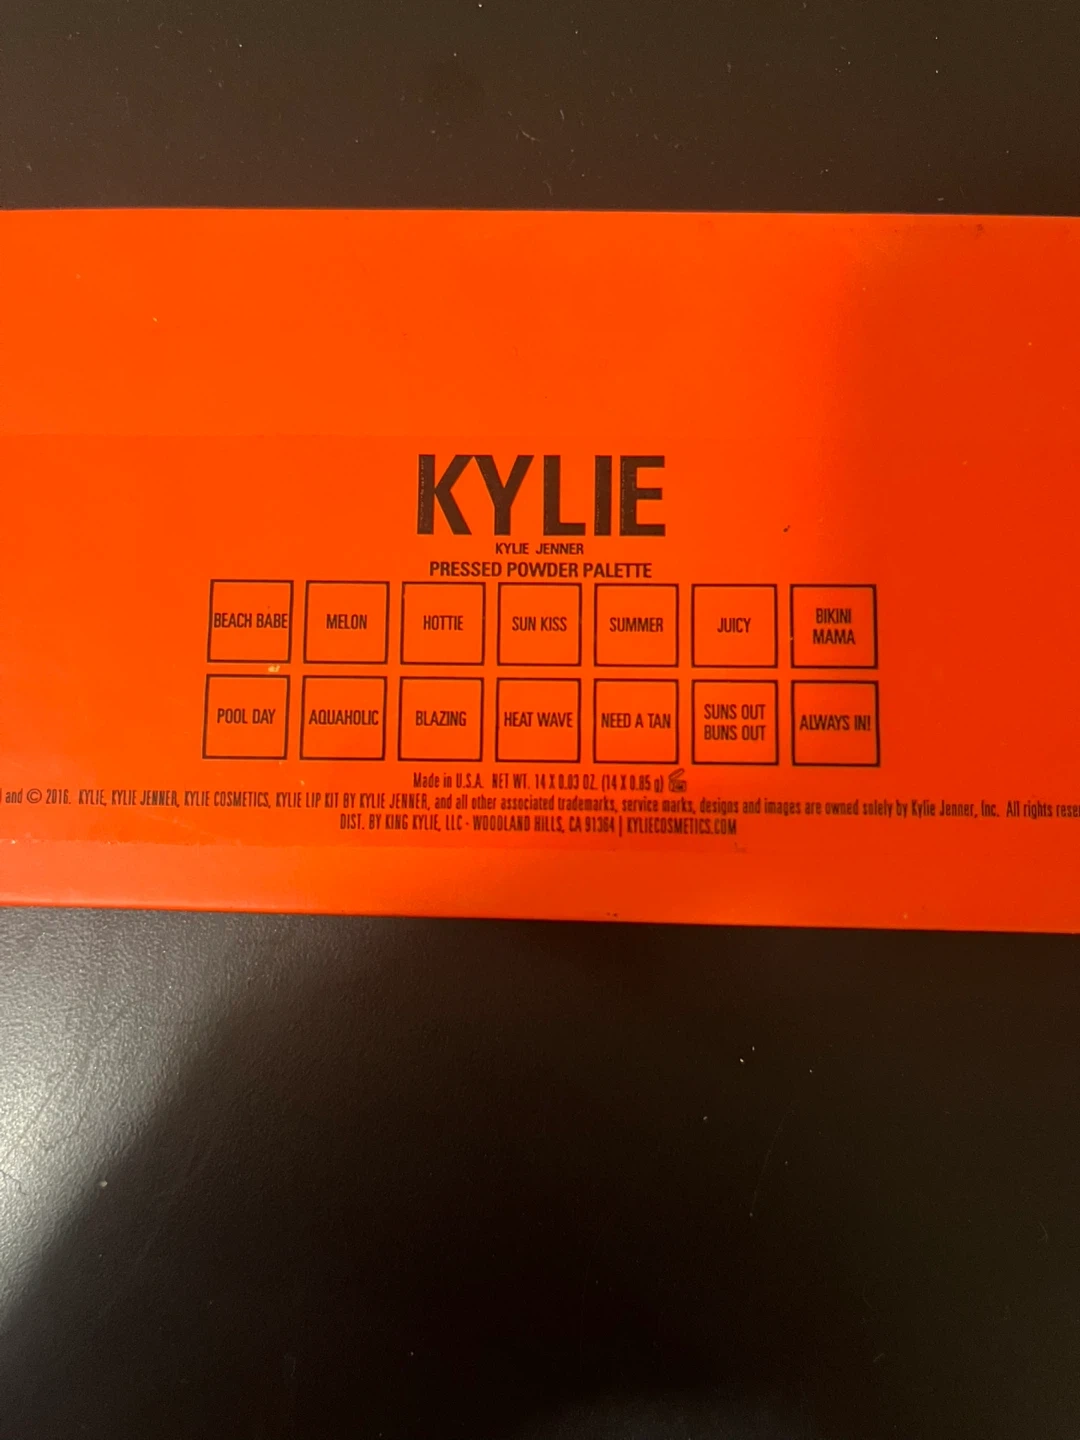 KYLIE
KYLIE JENNER
PRESSED POWDER PALETTE
BEACH BABE MELON HOTTIE SUN KISS SUMMER JUICY BIKINI MAMA
POOL DAY AQUAHOLIC BLAZING HEAT WAVE NEED A TAN SUNS OUT BUNS OUT ALWAYS IN!
Made in U.S.A. NET WT. 14 X 0.03 OZ. (14 X 0.85 g)
and © 2016. KYLIE, KYLIE JENNER, KYLIE COSMETICS, KYLIE LIP KIT BY KYLIE JENNER, and all other associated trademarks, service marks, designs and images are owned solely by Kylie Jenner, Inc. All rights
DIST. BY KING KYLIE, LLC - WOODLAND HILLS, CA 91364 | KYLIECOSMETICS.COM